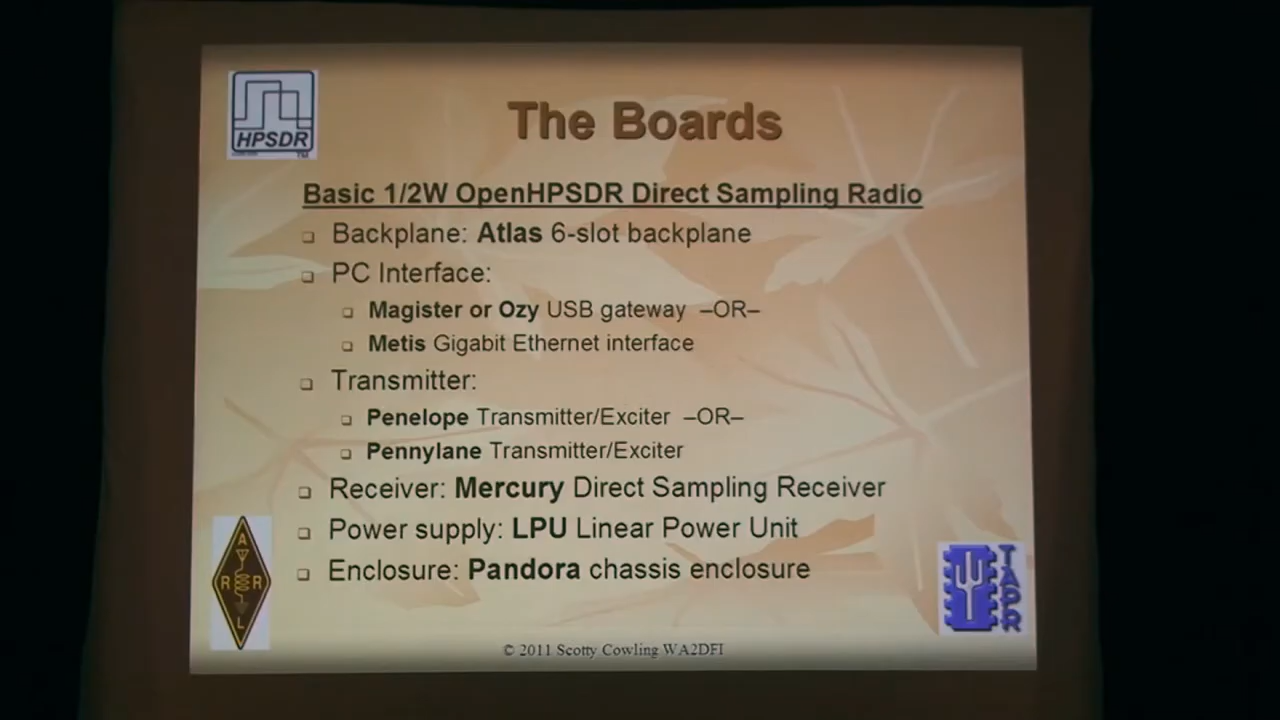 HPSDR
TM
The Boards
Basic 1/2W OpenHPSDR Direct Sampling Radio
Backplane: Atlas 6-slot backplane
PC Interface:
Magister or Ozy USB gateway –OR–
Metis Gigabit Ethernet interface
Transmitter:
Penelope Transmitter/Exciter –OR–
Pennylane Transmitter/Exciter
Receiver: Mercury Direct Sampling Receiver
Power supply: LPU Linear Power Unit
Enclosure: Pandora chassis enclosure
A
R R
L
TAPR
© 2011 Scotty Cowling WA2DFI